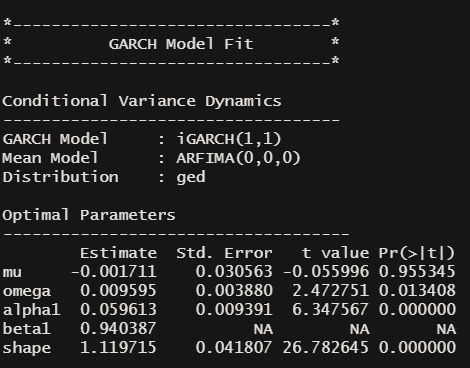 *---------------------------------*
*          GARCH Model Fit        *
*---------------------------------*

Conditional Variance Dynamics
-----------------------------------
GARCH Model     : iGARCH(1,1)
Mean Model      : ARFIMA(0,0,0)
Distribution    : ged

Optimal Parameters
------------------------------------
        Estimate  Std. Error   t value Pr(>|t|)
mu     -0.001711    0.030563 -0.055996 0.955345
omega   0.009595    0.003880  2.472751 0.013408
alpha1  0.059613    0.009391  6.347567 0.000000
beta1   0.940387          NA        NA       NA
shape   1.119715    0.041807 26.782645 0.000000